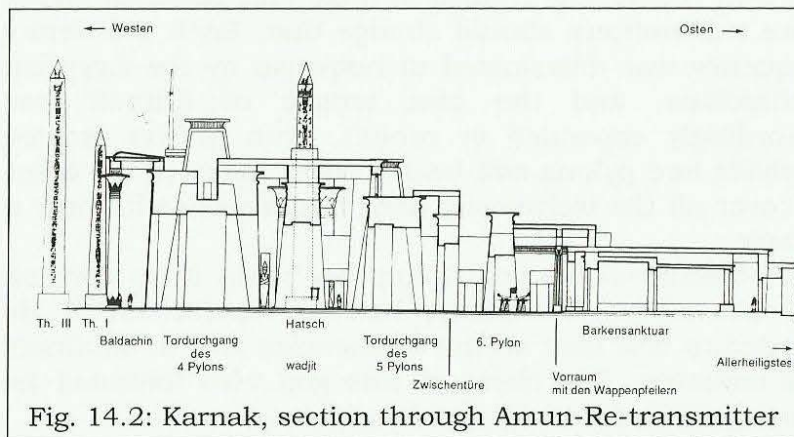 Westen
Osten
Th. III
Th. I
Baldachin
Tordurchgang
des
4 Pylons
Hatsch.
wadjit
Tordurchgang
des
5 Pylons
Zwischentüre
6. Pylon
Vorraum
mit den Wappenpfeilern
Barkensanktuar
Allerheiligstes
Fig. 14.2: Karnak, section through Amun-Re-transmitter